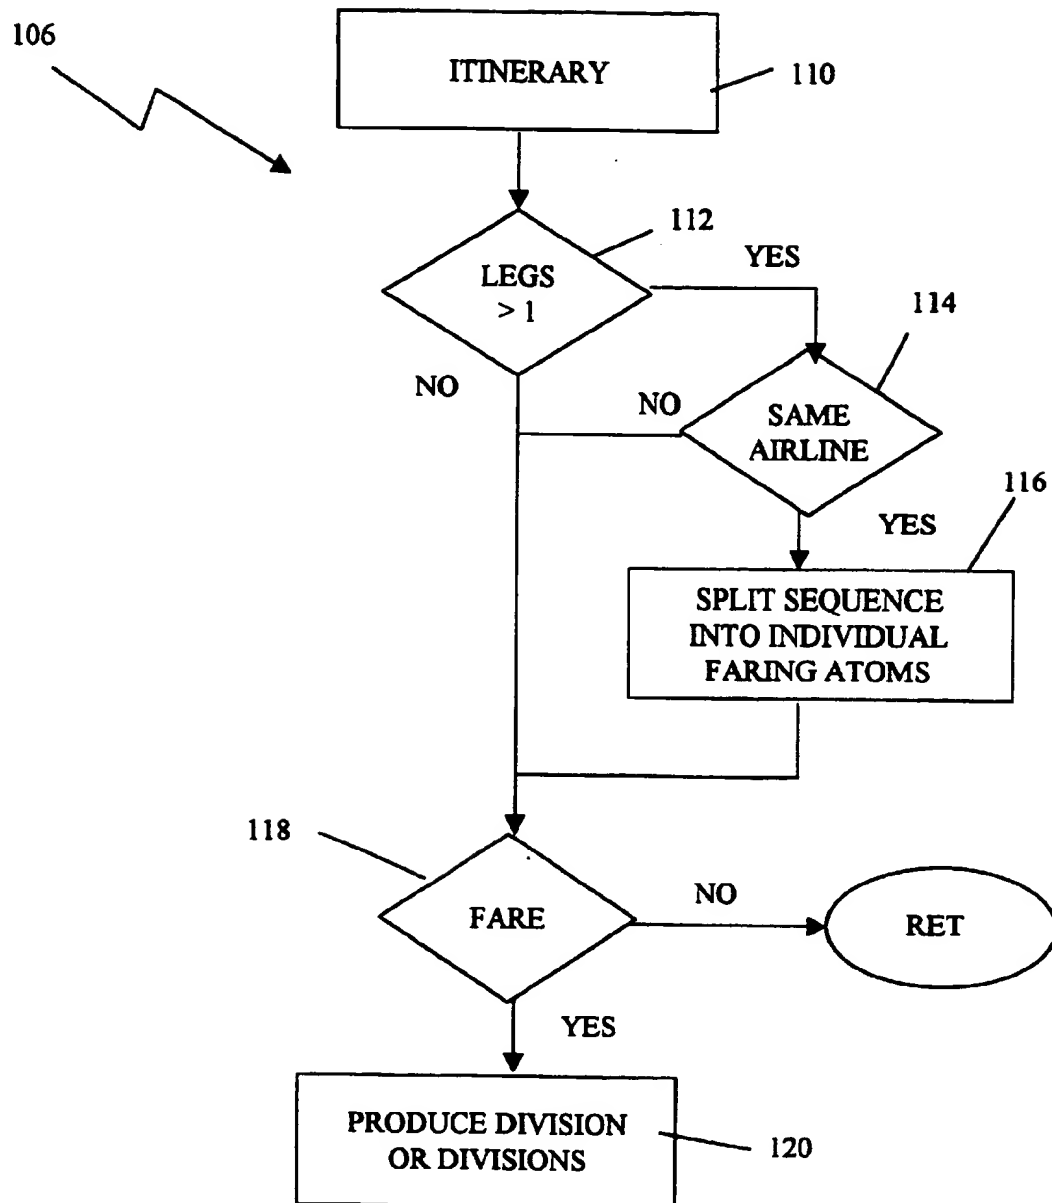 106
ITINERARY
110
112
LEGS
> 1
YES
114
NO
NO
SAME
AIRLINE
116
YES
SPLIT SEQUENCE
INTO INDIVIDUAL
FARING ATOMS
118
FARE
NO
RET
YES
PRODUCE DIVISION
OR DIVISIONS
120